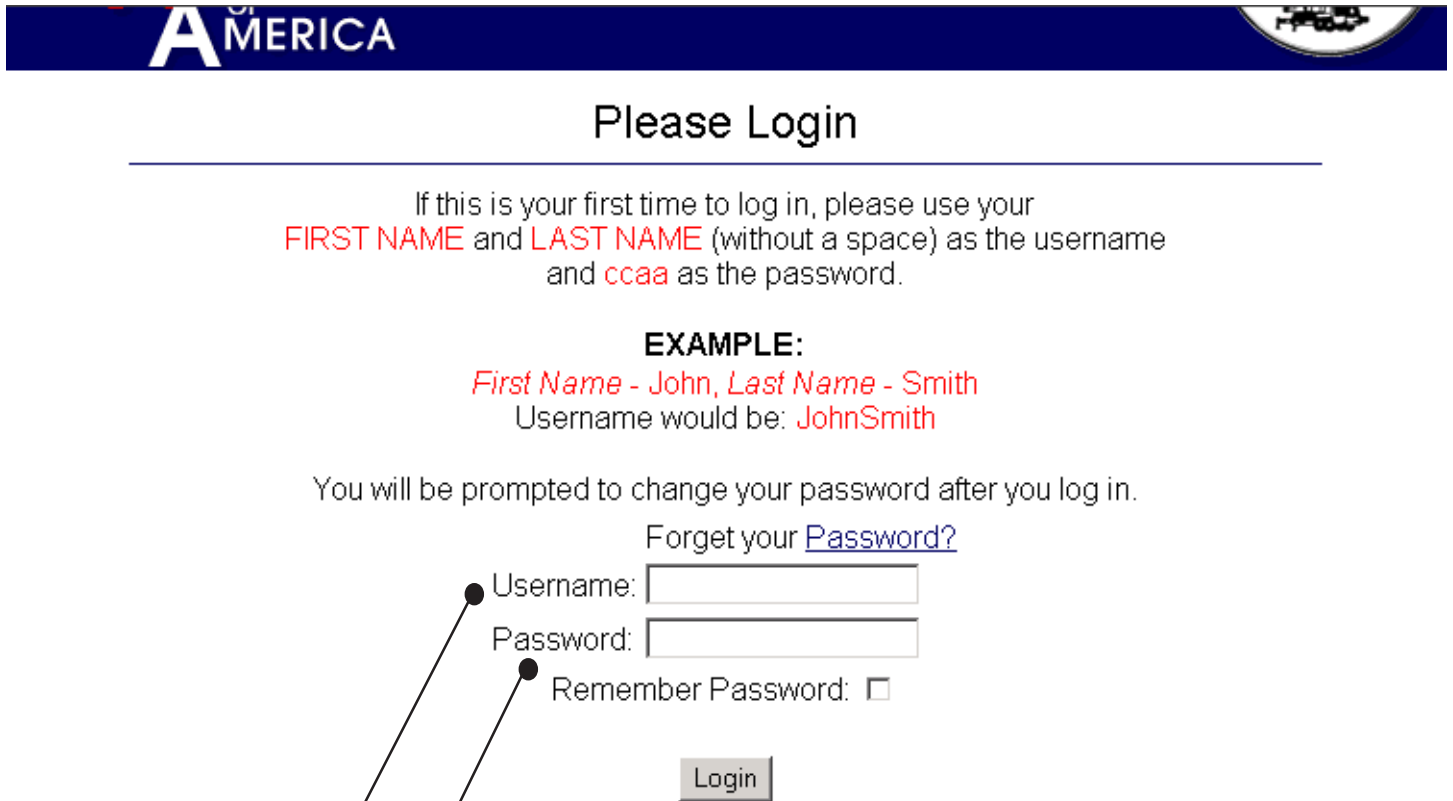 OF
AMERICA
Please Login
If this is your first time to log in, please use your
FIRST NAME and LAST NAME (without a space) as the username
and ccaa as the password.
EXAMPLE:
First Name - John, Last Name - Smith
Username would be: JohnSmith
You will be prompted to change your password after you log in.
Forget your Password?
Username:
Password:
Remember Password:
Login